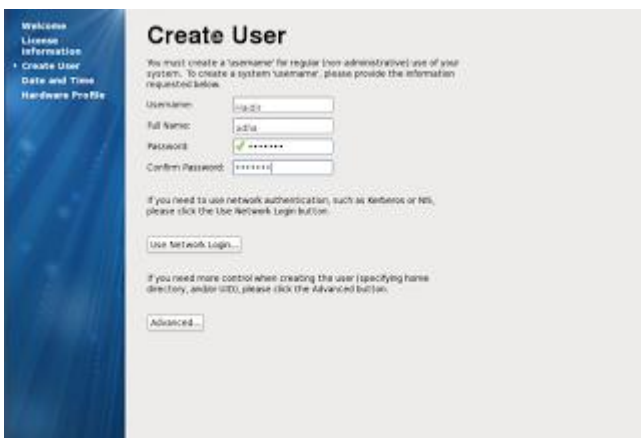 Welcome
License
Information
Create User
Date and Time
Hardware Profile
Create User
You must create a 'username' for regular (non-administrative) use of your
system. To create a system 'username', please provide the information
requested below.
Username:
Full Name:
adha
Password:
Confirm Password:
If you need to use network authentication, such as Kerberos or NIS,
please click the Use Network Login button.
Use Network Login...
If you need more control when creating the user (specifying home
directory, and/or UID), please click the Advanced button.
Advanced...